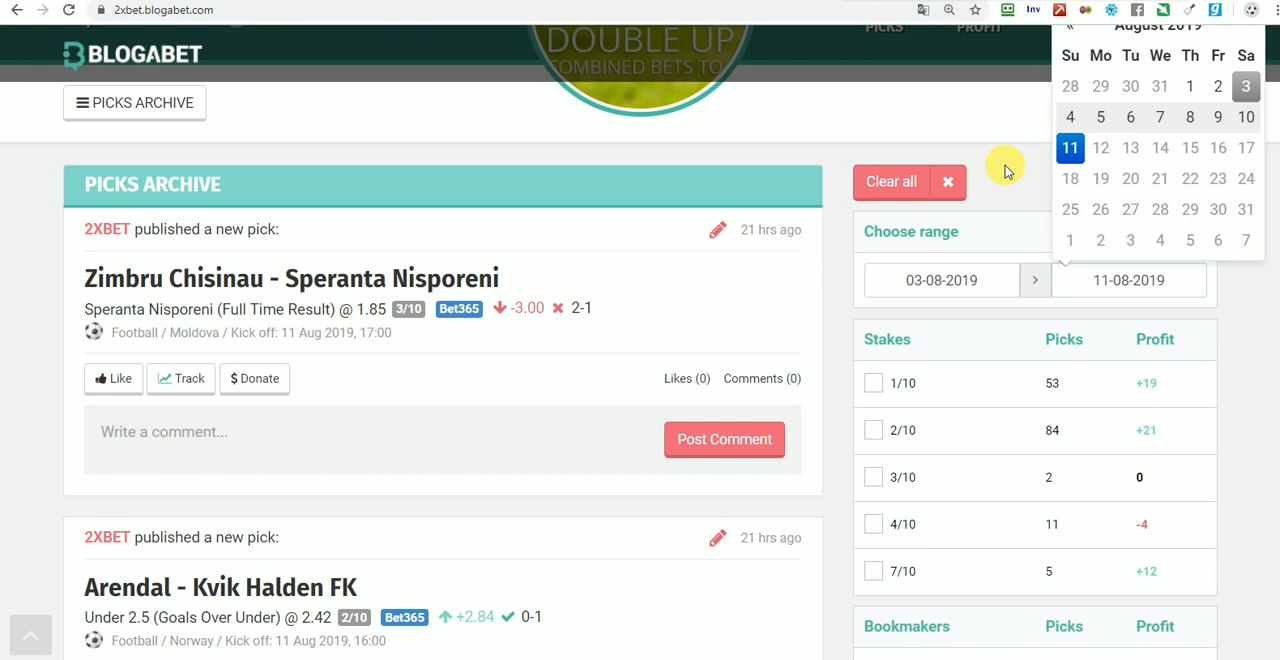 2xbet.blogabet.com
Inv
DOUBLE UP
COMBINED BETS TO
PICKS
PROFIT
BLOGABET
PICKS ARCHIVE
« August 2019
Su Mo Tu We Th Fr Sa
28 29 30 31 1 2 3
4 5 6 7 8 9 10
11 12 13 14 15 16 17
18 19 20 21 22 23 24
25 26 27 28 29 30 31
1 2 3 4 5 6 7
PICKS ARCHIVE
2XBET published a new pick: 21 hrs ago
Zimbru Chisinau - Speranta Nisporeni
Speranta Nisporeni (Full Time Result) @ 1.85 3/10 Bet365 -3.00 2-1
Football / Moldova / Kick off: 11 Aug 2019, 17:00
Like Track $ Donate Likes (0) Comments (0)
Write a comment... Post Comment
2XBET published a new pick: 21 hrs ago
Arendal - Kvik Halden FK
Under 2.5 (Goals Over Under) @ 2.42 2/10 Bet365 +2.84 0-1
Football / Norway / Kick off: 11 Aug 2019, 16:00
Clear all
Choose range
03-08-2019 > 11-08-2019
Stakes Picks Profit
1/10 53 +19
2/10 84 +21
3/10 2 0
4/10 11 -4
7/10 5 +12
Bookmakers Picks Profit